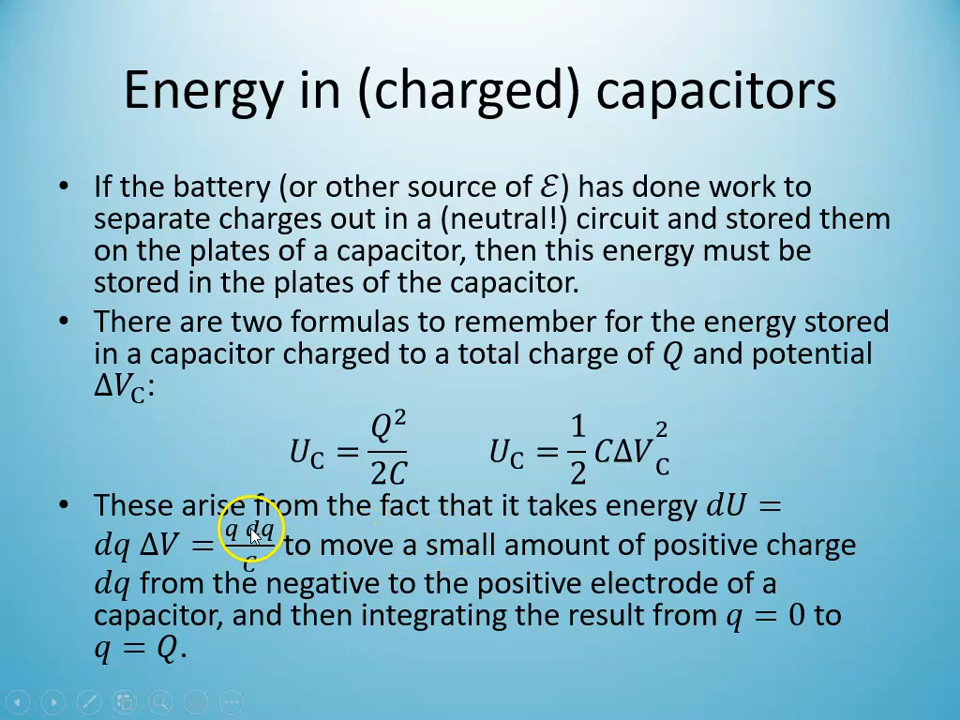 Energy in (charged) capacitors
• If the battery (or other source of ℰ) has done work to
separate charges out in a (neutral!) circuit and stored them
on the plates of a capacitor, then this energy must be
stored in the plates of the capacitor.
• There are two formulas to remember for the energy stored
in a capacitor charged to a total charge of Q and potential
ΔV_C:
U_C = Q²/2C U_C = 1/2 CΔV_C²
• These arise from the fact that it takes energy dU =
dq ΔV = q dq/C to move a small amount of positive charge
dq from the negative to the positive electrode of a
capacitor, and then integrating the result from q = 0 to
q = Q.